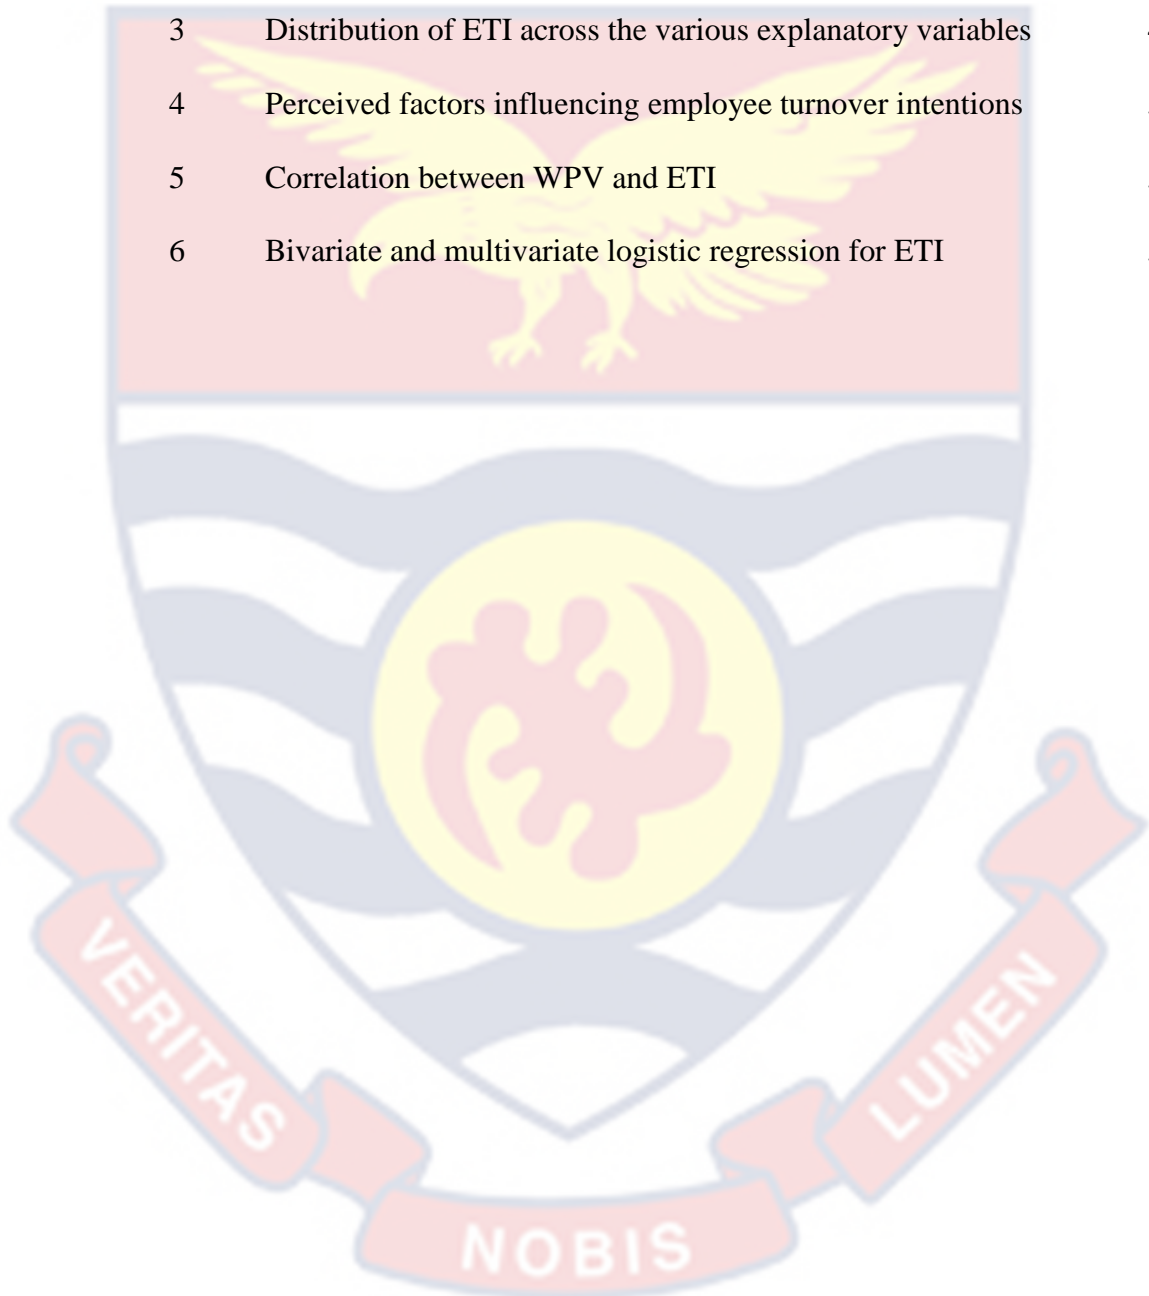 3 Distribution of ETI across the various explanatory variables
4 Perceived factors influencing employee turnover intentions
5 Correlation between WPV and ETI
6 Bivariate and multivariate logistic regression for ETI
VERITAS
NOBIS
LUMEN